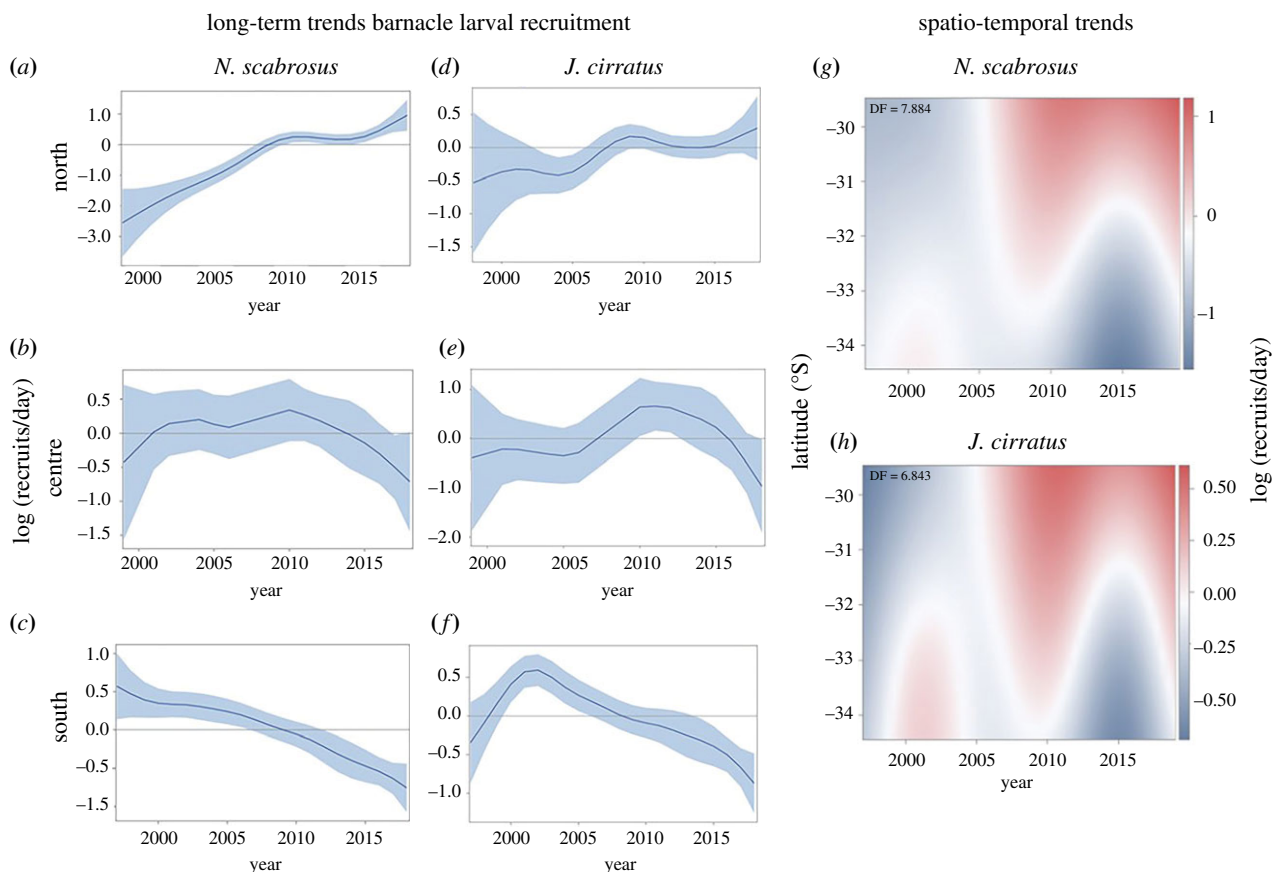 long-term trends barnacle larval recruitment
spatio-temporal trends
(a)
N. scabrosus
(d)
J. cirratus
(g)
N. scabrosus
north
1.0
0
–1.0
–2.0
–3.0
2000 2005 2010 2015
year
0.5
0.0
–0.5
–1.0
–1.5
2000 2005 2010 2015
year
DF = 7.884
–30
–31
–32
–33
–34
2000 2005 2010 2015
1
0
–1
(b)
(e)
log (recruits/day)
centre
0.5
0.0
–0.5
–1.0
–1.5
2000 2005 2010 2015
year
1.0
0.0
–1.0
–2.0
2000 2005 2010 2015
year
latitude (°S)
log (recruits/day)
(h)
J. cirratus
DF = 6.843
–30
–31
–32
–33
–34
2000 2005 2010 2015
year
0.50
0.25
0.00
–0.25
–0.50
(c)
(f)
south
1.0
0.5
0.0
–0.5
–1.5
2000 2005 2010 2015
year
0.5
0.0
–0.5
–1.0
2000 2005 2010 2015
year